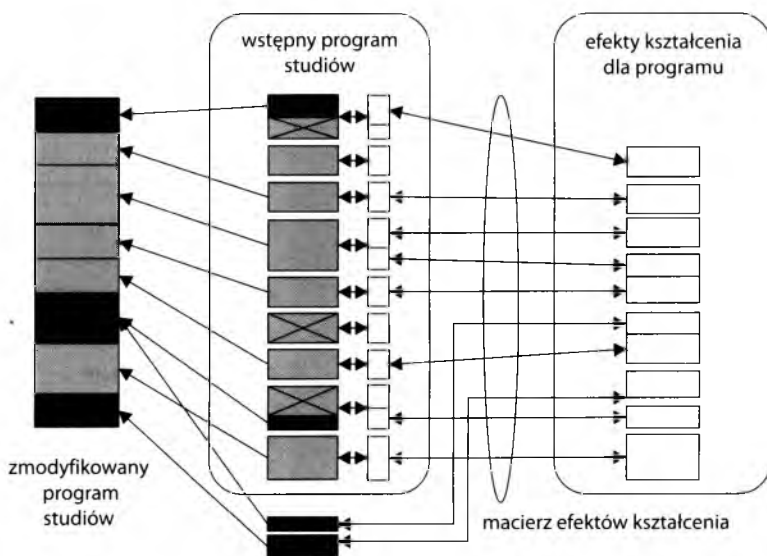 wstępny program
studiów
efekty kształcenia
dla programu
zmodyfikowany
program
studiów
macierz efektów kształcenia